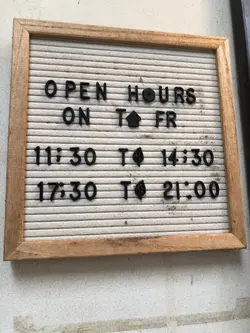 OPEN HOURS
ON TO FR
11:30 TO 14:30
17:30 TO 21:00